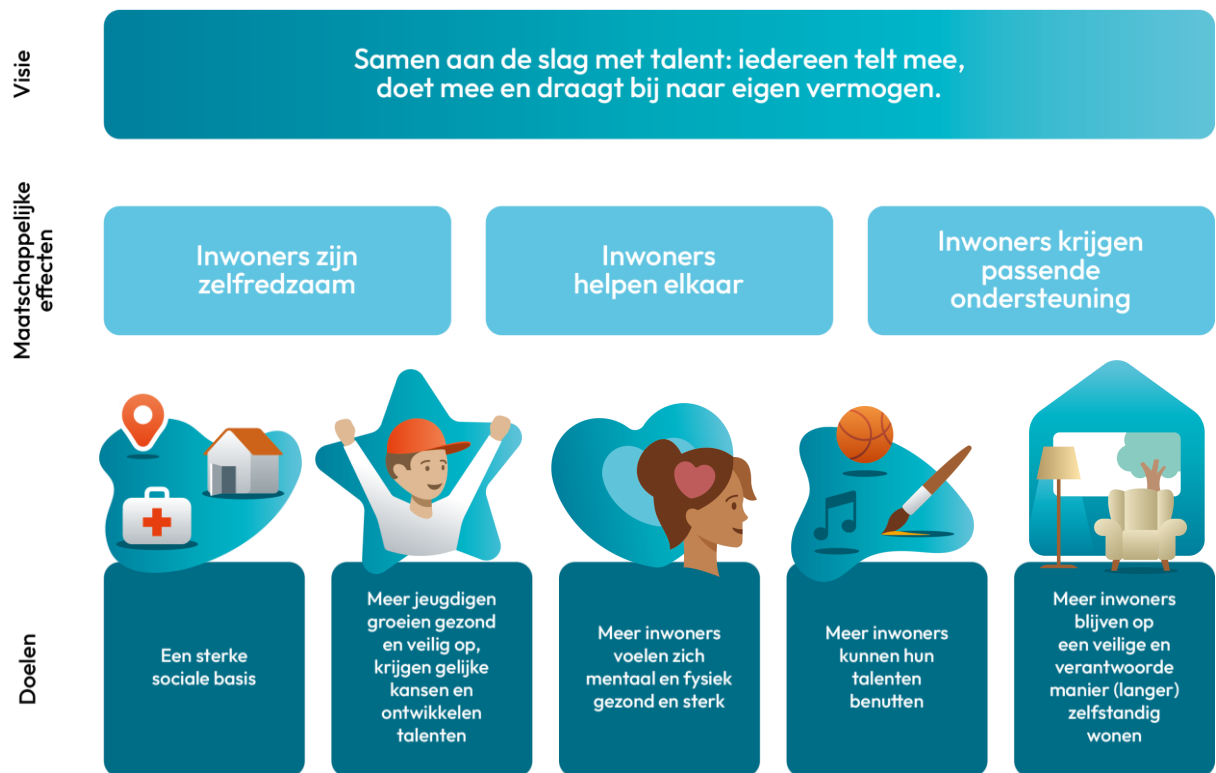 Visie
Samen aan de slag met talent: iedereen telt mee,
doet mee en draagt bij naar eigen vermogen.
Maatschappelijke
effecten
Inwoners zijn
zelfredzaam
Inwoners
helpen elkaar
Inwoners krijgen
passende
ondersteuning
Doelen
Een sterke
sociale basis
Meer jeugdigen
groeien gezond
en veilig op,
krijgen gelijke
kansen en
ontwikkelen
talenten
Meer inwoners
voelen zich
mentaal en fysiek
gezond en sterk
Meer inwoners
kunnen hun
talenten
benutten
Meer inwoners
blijven op
een veilige en
verantwoorde
manier (langer)
zelfstandig
wonen